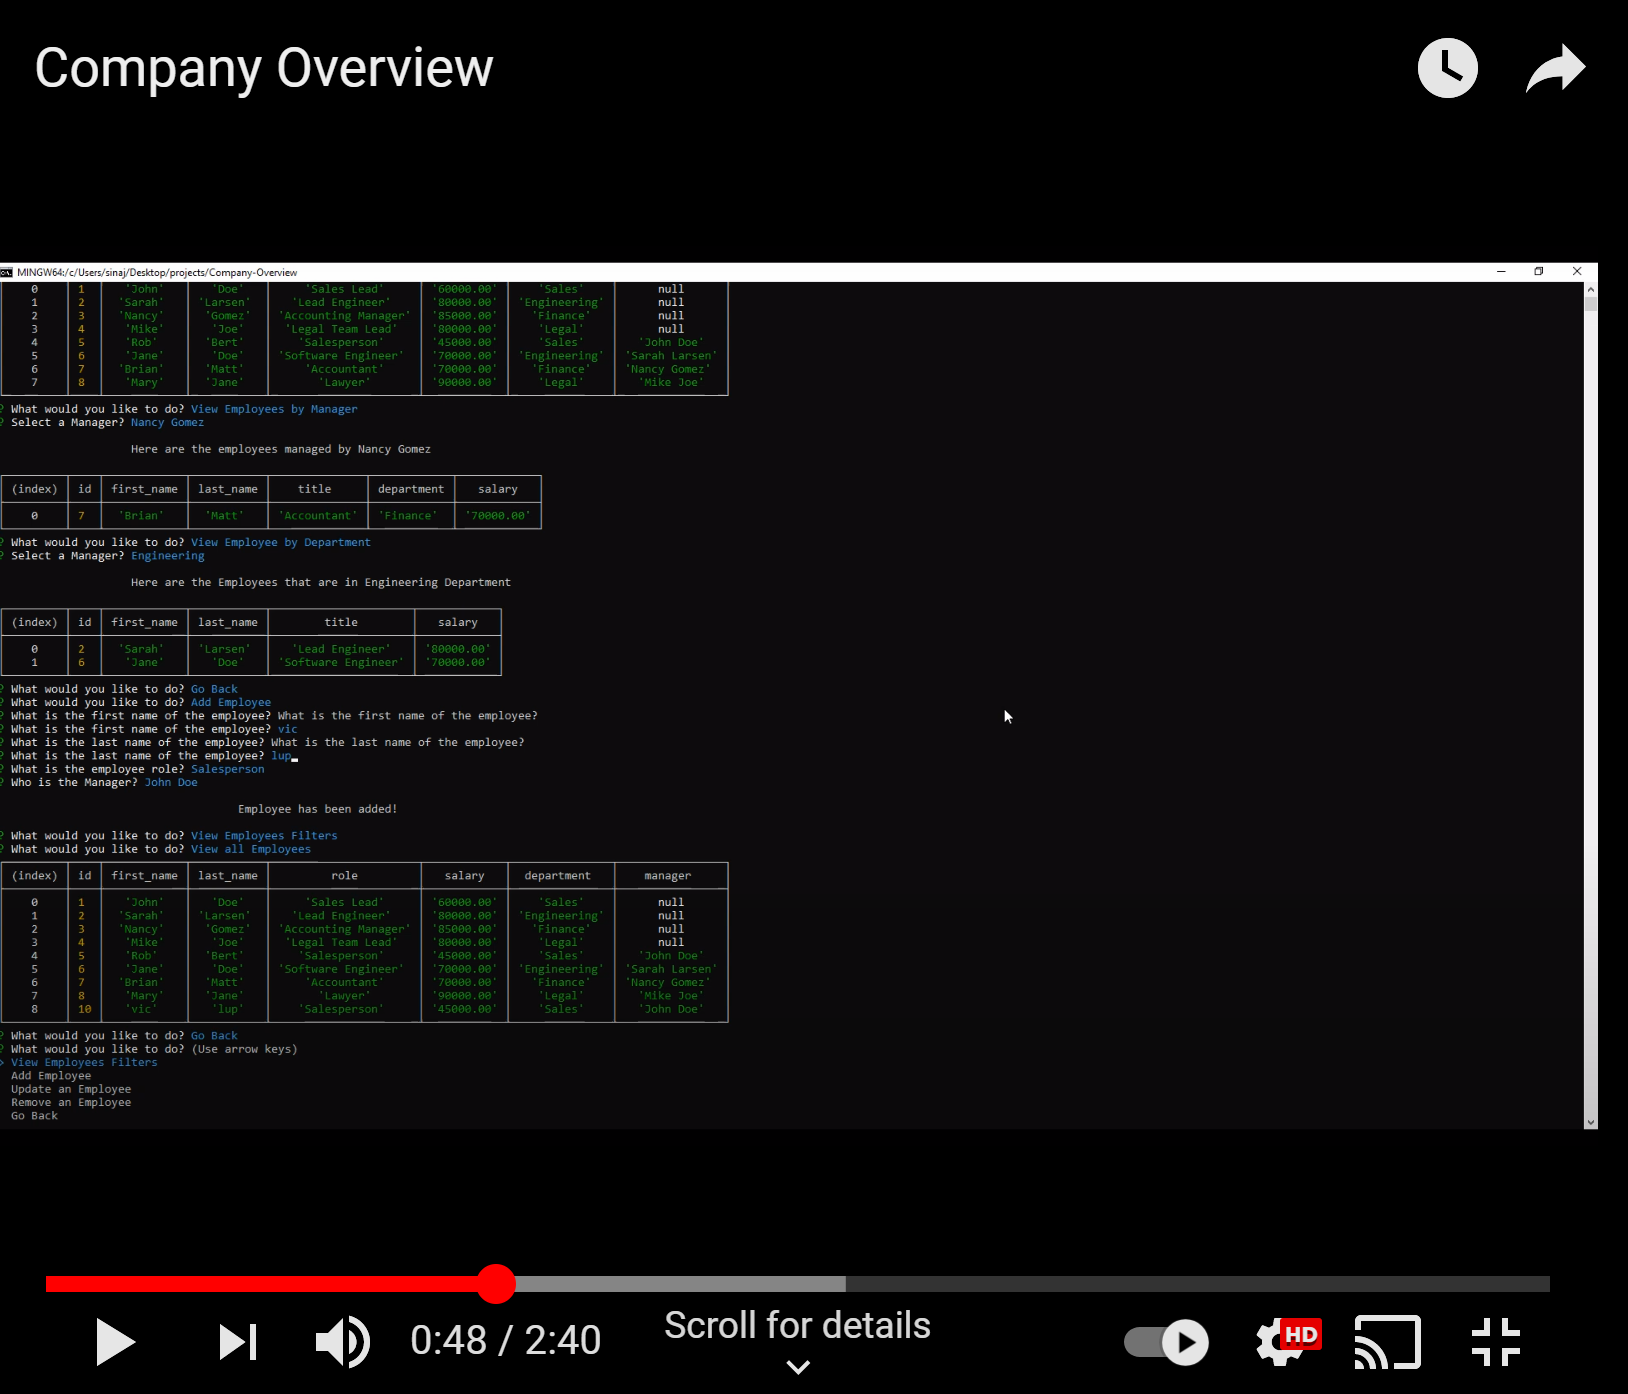 Company Overview
MINGW64:/c/Users/sinaj/Desktop/projects/Company-Overview
0 1 'John' 'Doe' 'Sales Lead' '60000.00' 'Sales' null
1 2 'Sarah' 'Larsen' 'Lead Engineer' '80000.00' 'Engineering' null
2 3 'Nancy' 'Gomez' 'Accounting Manager' '85000.00' 'Finance' null
3 4 'Mike' 'Joe' 'Legal Team Lead' '80000.00' 'Legal' null
4 5 'Rob' 'Bert' 'Salesperson' '45000.00' 'Sales' 'John Doe'
5 6 'Jane' 'Doe' 'Software Engineer' '70000.00' 'Engineering' 'Sarah Larsen'
6 7 'Brian' 'Matt' 'Accountant' '70000.00' 'Finance' 'Nancy Gomez'
7 8 'Mary' 'Jane' 'Lawyer' '90000.00' 'Legal' 'Mike Joe'
? What would you like to do? View Employees by Manager
? Select a Manager? Nancy Gomez
Here are the employees managed by Nancy Gomez
(index) id first_name last_name title department salary
0 7 'Brian' 'Matt' 'Accountant' 'Finance' '70000.00'
? What would you like to do? View Employee by Department
? Select a Manager? Engineering
Here are the Employees that are in Engineering Department
(index) id first_name last_name title salary
0 2 'Sarah' 'Larsen' 'Lead Engineer' '80000.00'
1 6 'Jane' 'Doe' 'Software Engineer' '70000.00'
? What would you like to do? Go Back
? What would you like to do? Add Employee
? What is the first name of the employee? What is the first name of the employee?
? What is the first name of the employee? vic
? What is the last name of the employee? What is the last name of the employee?
? What is the last name of the employee? lup
? What is the employee role? Salesperson
? Who is the Manager? John Doe
Employee has been added!
? What would you like to do? View Employees Filters
? What would you like to do? View all Employees
(index) id first_name last_name role salary department manager
0 1 'John' 'Doe' 'Sales Lead' '60000.00' 'Sales' null
1 2 'Sarah' 'Larsen' 'Lead Engineer' '80000.00' 'Engineering' null
2 3 'Nancy' 'Gomez' 'Accounting Manager' '85000.00' 'Finance' null
3 4 'Mike' 'Joe' 'Legal Team Lead' '80000.00' 'Legal' null
4 5 'Rob' 'Bert' 'Salesperson' '45000.00' 'Sales' 'John Doe'
5 6 'Jane' 'Doe' 'Software Engineer' '70000.00' 'Engineering' 'Sarah Larsen'
6 7 'Brian' 'Matt' 'Accountant' '70000.00' 'Finance' 'Nancy Gomez'
7 8 'Mary' 'Jane' 'Lawyer' '90000.00' 'Legal' 'Mike Joe'
8 10 'vic' 'lup' 'Salesperson' '45000.00' 'Sales' 'John Doe'
? What would you like to do? Go Back
? What would you like to do? (Use arrow keys)
> View Employees Filters
Add Employee
Update an Employee
Remove an Employee
Go Back
0:48 / 2:40
Scroll for details
HD